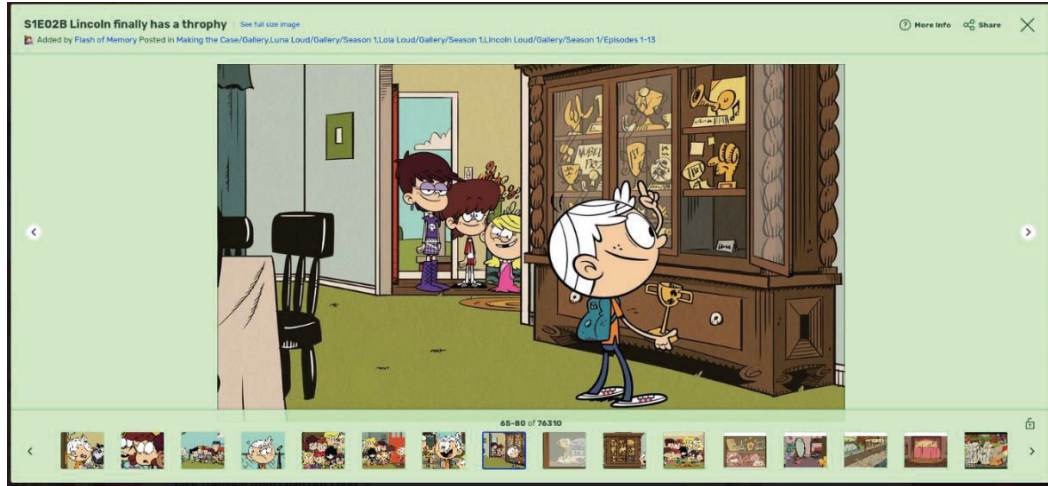 S1E02B Lincoln finally has a throphy See full size image
More Info Share
Added by Flash of Memory Posted in Making the Case/Gallery,Luna Loud/Gallery/Season 1,Lola Loud/Gallery/Season 1,Lincoln Loud/Gallery/Season 1/Episodes 1-13
65-80 of 76310